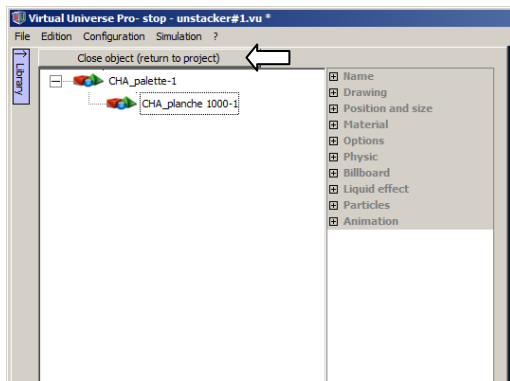 Virtual Universe Pro- stop - unstacker#1.vu *
File Edition Configuration Simulation ?
Library
Close object (return to project)
CHA_palette-1
CHA_planche 1000-1
Name
Drawing
Position and size
Material
Options
Physic
Billboard
Liquid effect
Particles
Animation